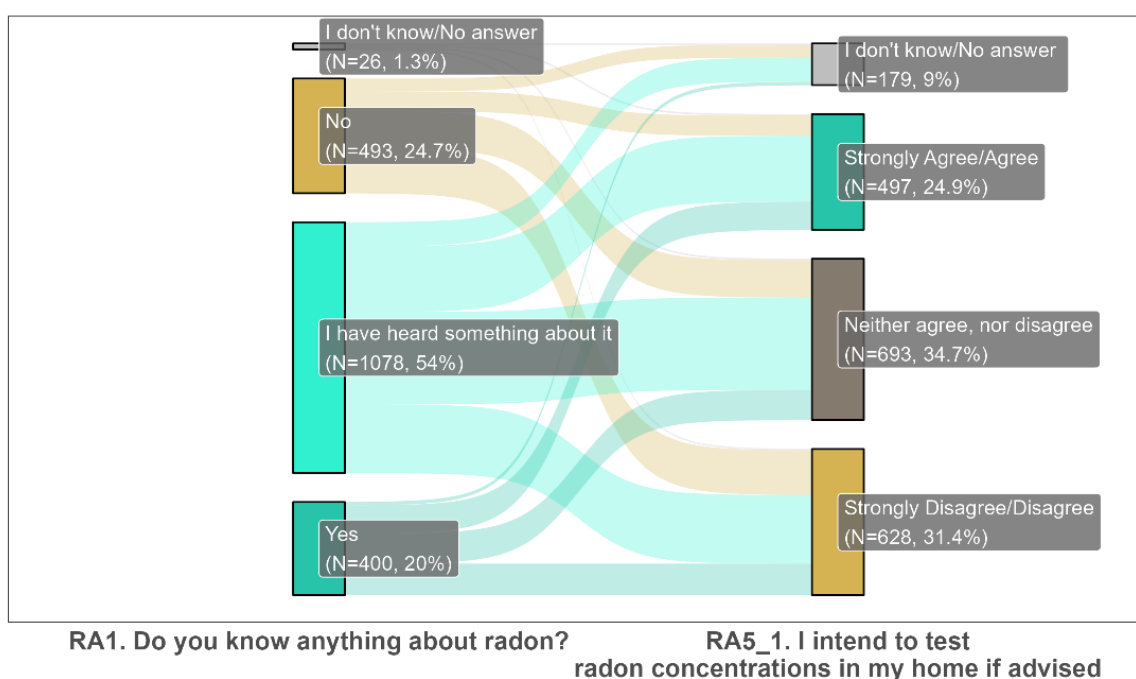 I don't know/No answer
(N=26, 1.3%)
No
(N=493, 24.7%)
I have heard something about it
(N=1078, 54%)
Yes
(N=400, 20%)
I don't know/No answer
(N=179, 9%)
Strongly Agree/Agree
(N=497, 24.9%)
Neither agree, nor disagree
(N=693, 34.7%)
Strongly Disagree/Disagree
(N=628, 31.4%)
RA1. Do you know anything about radon?
RA5_1. I intend to test
radon concentrations in my home if advised